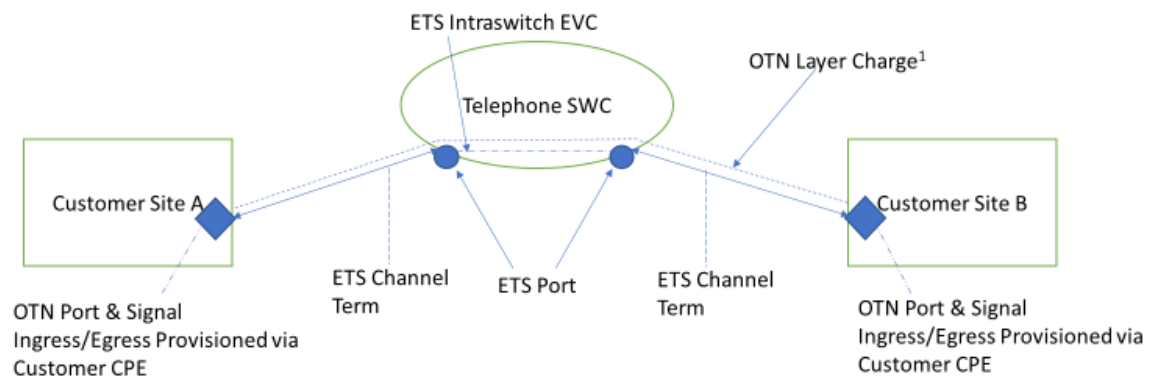 ETS Intraswitch EVC
OTN Layer Charge¹
Telephone SWC
Customer Site A
Customer Site B
ETS Channel
Term
ETS Port
ETS Channel
Term
OTN Port & Signal
Ingress/Egress Provisioned via
Customer CPE
OTN Port & Signal
Ingress/Egress Provisioned via
Customer CPE